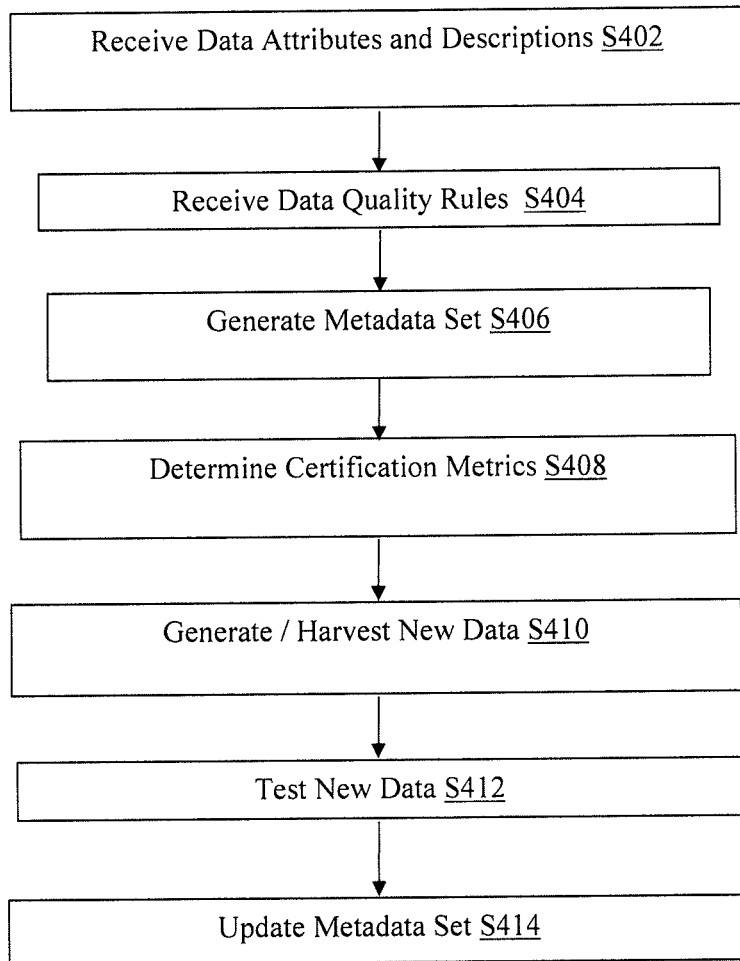 Receive Data Attributes and Descriptions S402
Receive Data Quality Rules S404
Generate Metadata Set S406
Determine Certification Metrics S408
Generate / Harvest New Data S410
Test New Data S412
Update Metadata Set S414